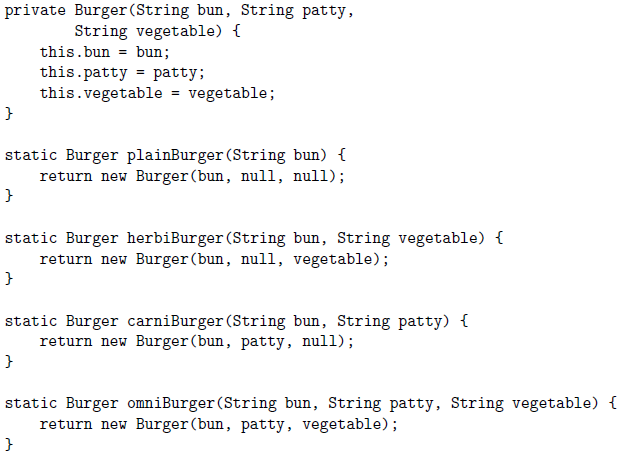 private Burger(String bun, String patty,
        String vegetable) {
    this.bun = bun;
    this.patty = patty;
    this.vegetable = vegetable;
}

static Burger plainBurger(String bun) {
    return new Burger(bun, null, null);
}

static Burger herbiBurger(String bun, String vegetable) {
    return new Burger(bun, null, vegetable);
}

static Burger carniBurger(String bun, String patty) {
    return new Burger(bun, patty, null);
}

static Burger omniBurger(String bun, String patty, String vegetable) {
    return new Burger(bun, patty, vegetable);
}